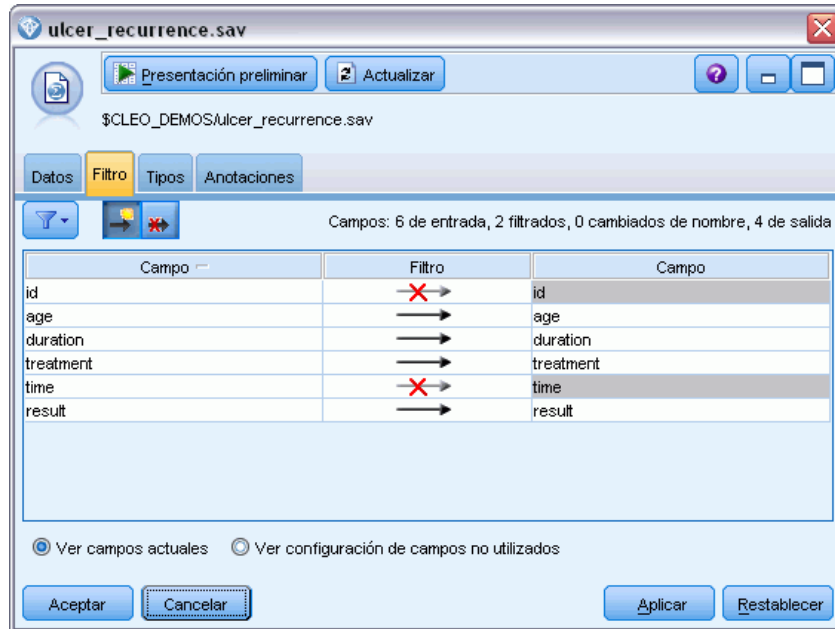 ulcer_recurrence.sav
Presentación preliminar Actualizar
$CLEO_DEMOS/ulcer_recurrence.sav
Datos Filtro Tipos Anotaciones
Campos: 6 de entrada, 2 filtrados, 0 cambiados de nombre, 4 de salida
Campo Filtro Campo
id id
age age
duration duration
treatment treatment
time time
result result
Ver campos actuales Ver configuración de campos no utilizados
Aceptar Cancelar Aplicar Restablecer